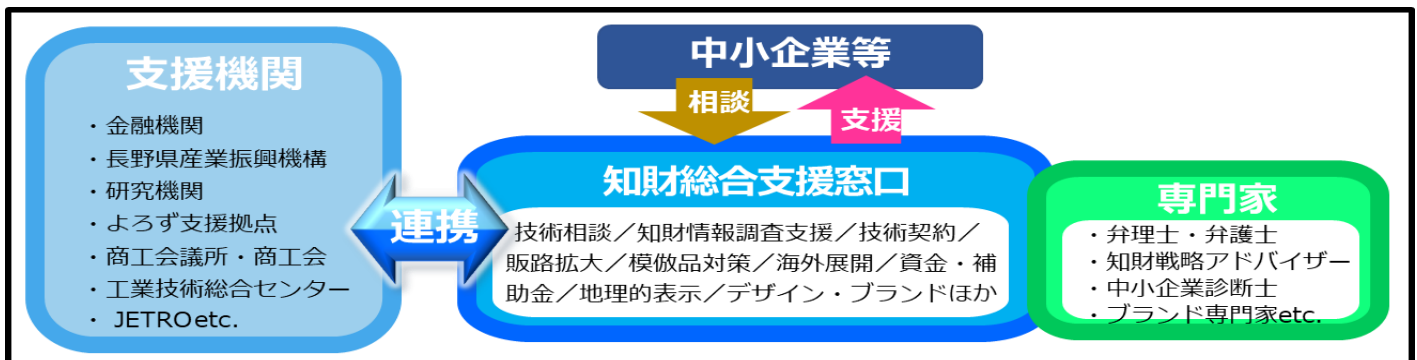 支援機関
・金融機関
・長野県産業振興機構
・研究機関
・よろず支援拠点
・商工会議所・商工会
・工業技術総合センター
・ JETROetc.
連携
中小企業等
相談
支援
知財総合支援窓口
技術相談／知財情報調査支援／技術契約／
販路拡大／模倣品対策／海外展開／資金・補
助金／地理的表示／デザイン・ブランドほか
専門家
・弁理士・弁護士
・知財戦略アドバイザー
・中小企業診断士
・ブランド専門家etc.